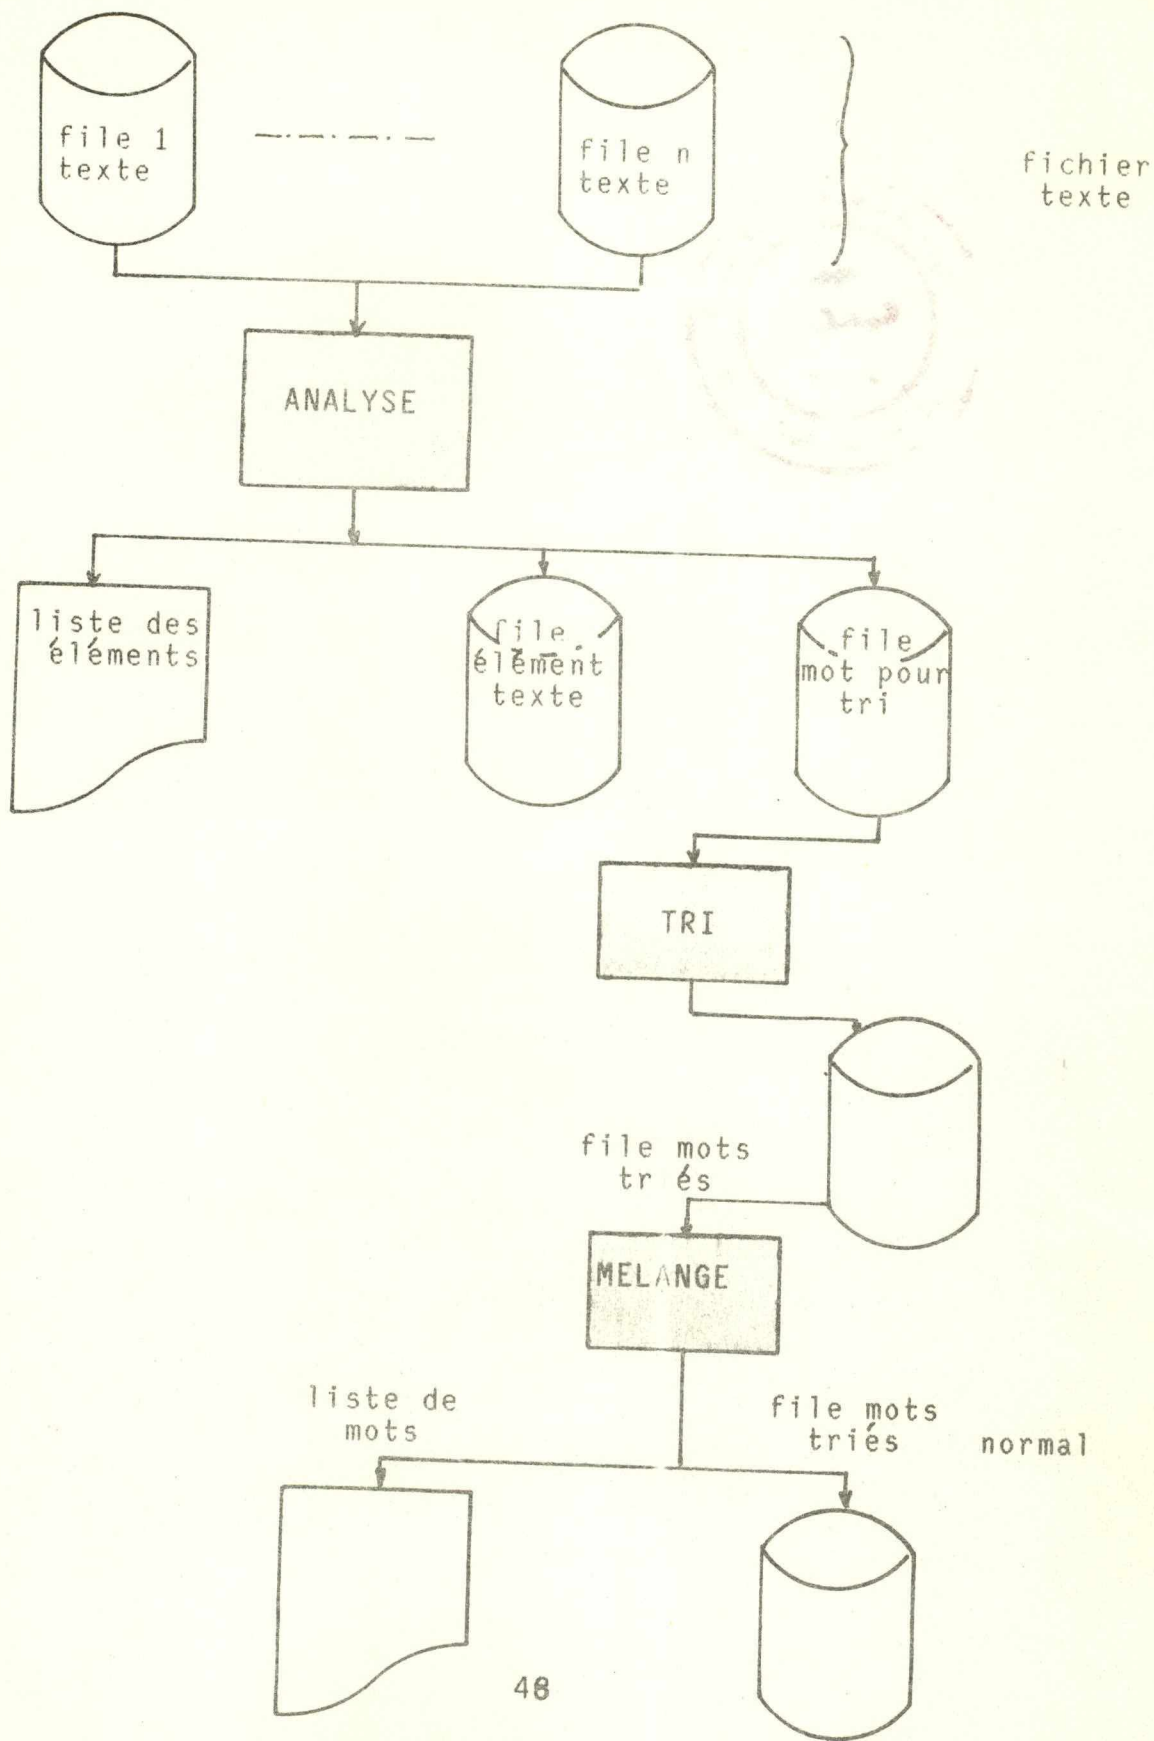 file 1
texte
file n
texte
fichier
texte
ANALYSE
liste des
éléments
file
élément
texte
file
mot pour
tri
TRI
file mots
tr és
MELANGE
liste de
mots
file mots
triés normal
48